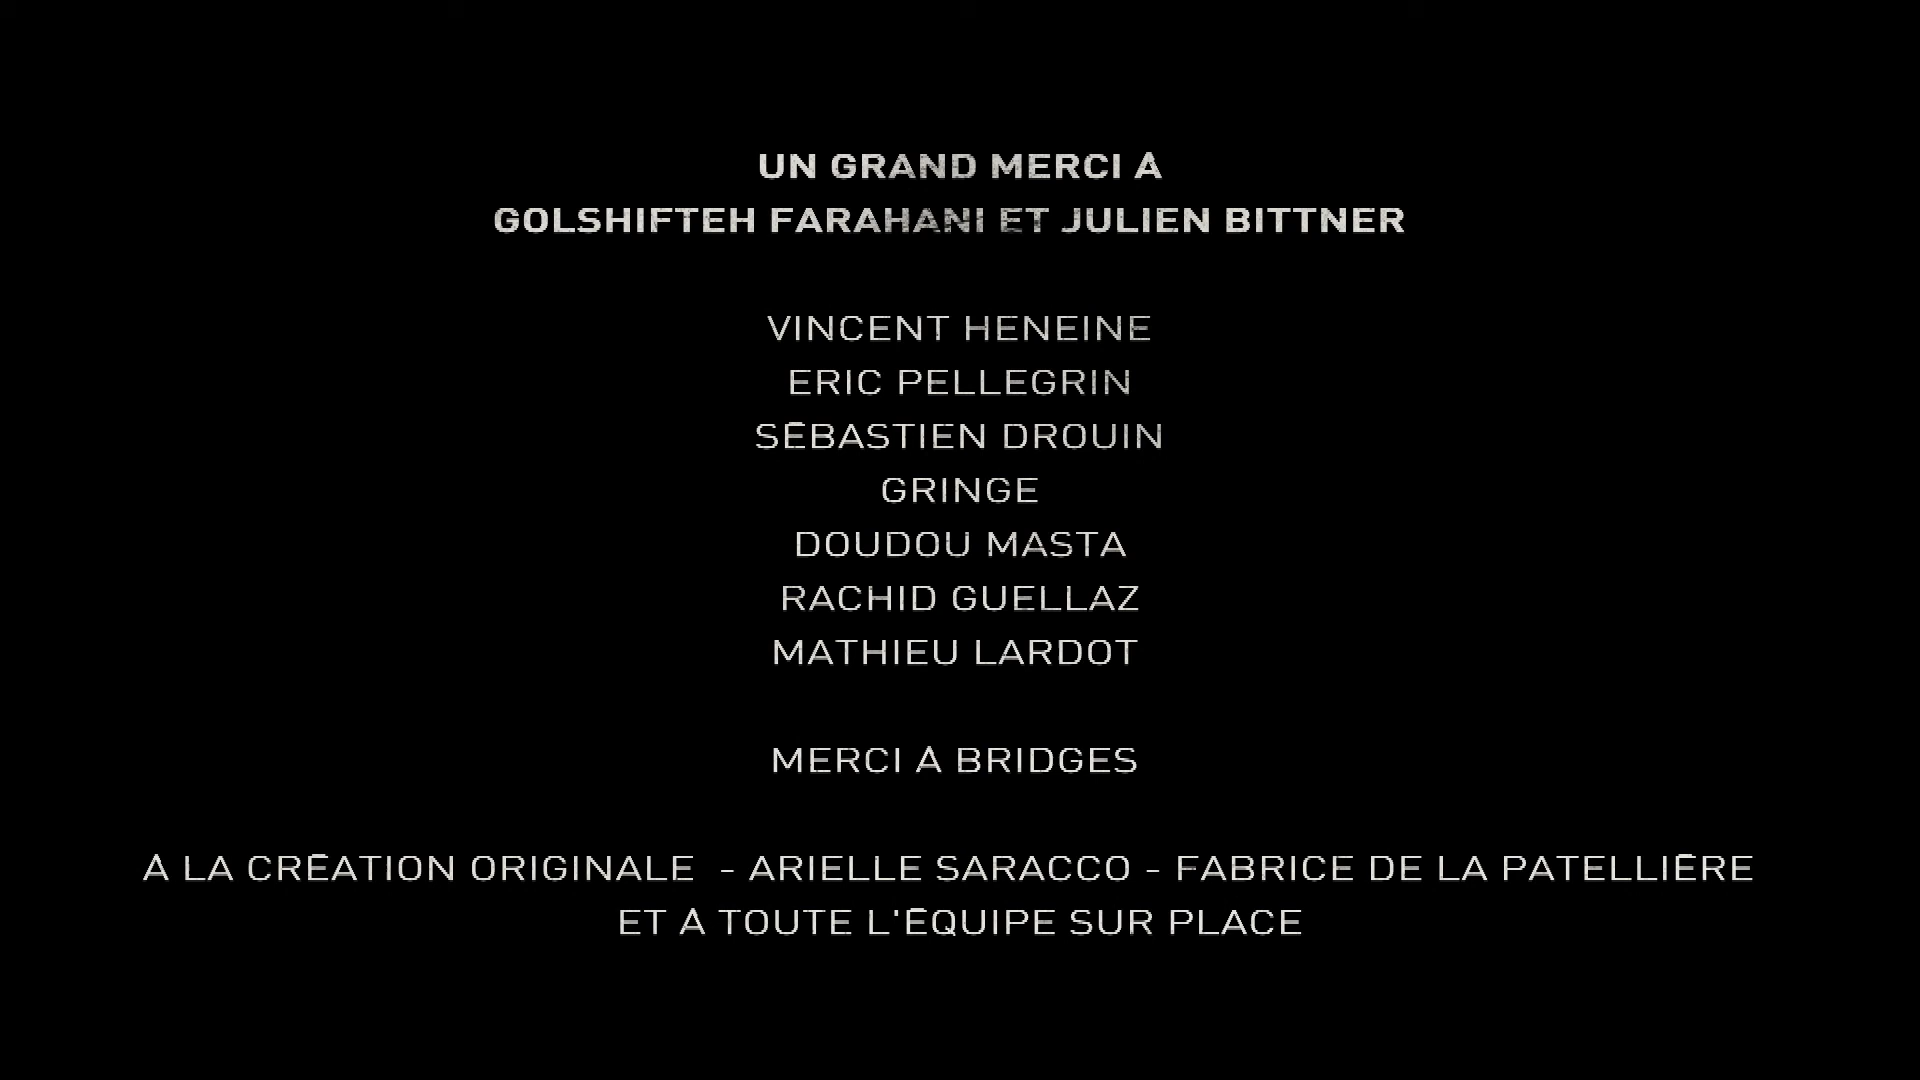 UN GRAND MERCI À
GOLSHIFTEH FARAHANI ET JULIEN BITTNER
VINCENT HENEINE
ERIC PELLEGRIN
SÉBASTIEN DROUIN
GRINGE
DOUDOU MASTA
RACHID GUELLAZ
MATHIEU LARDOT
MERCI À BRIDGES
À LA CRÉATION ORIGINALE - ARIELLE SARACCO - FABRICE DE LA PATELLIÈRE
ET À TOUTE L'ÉQUIPE SUR PLACE